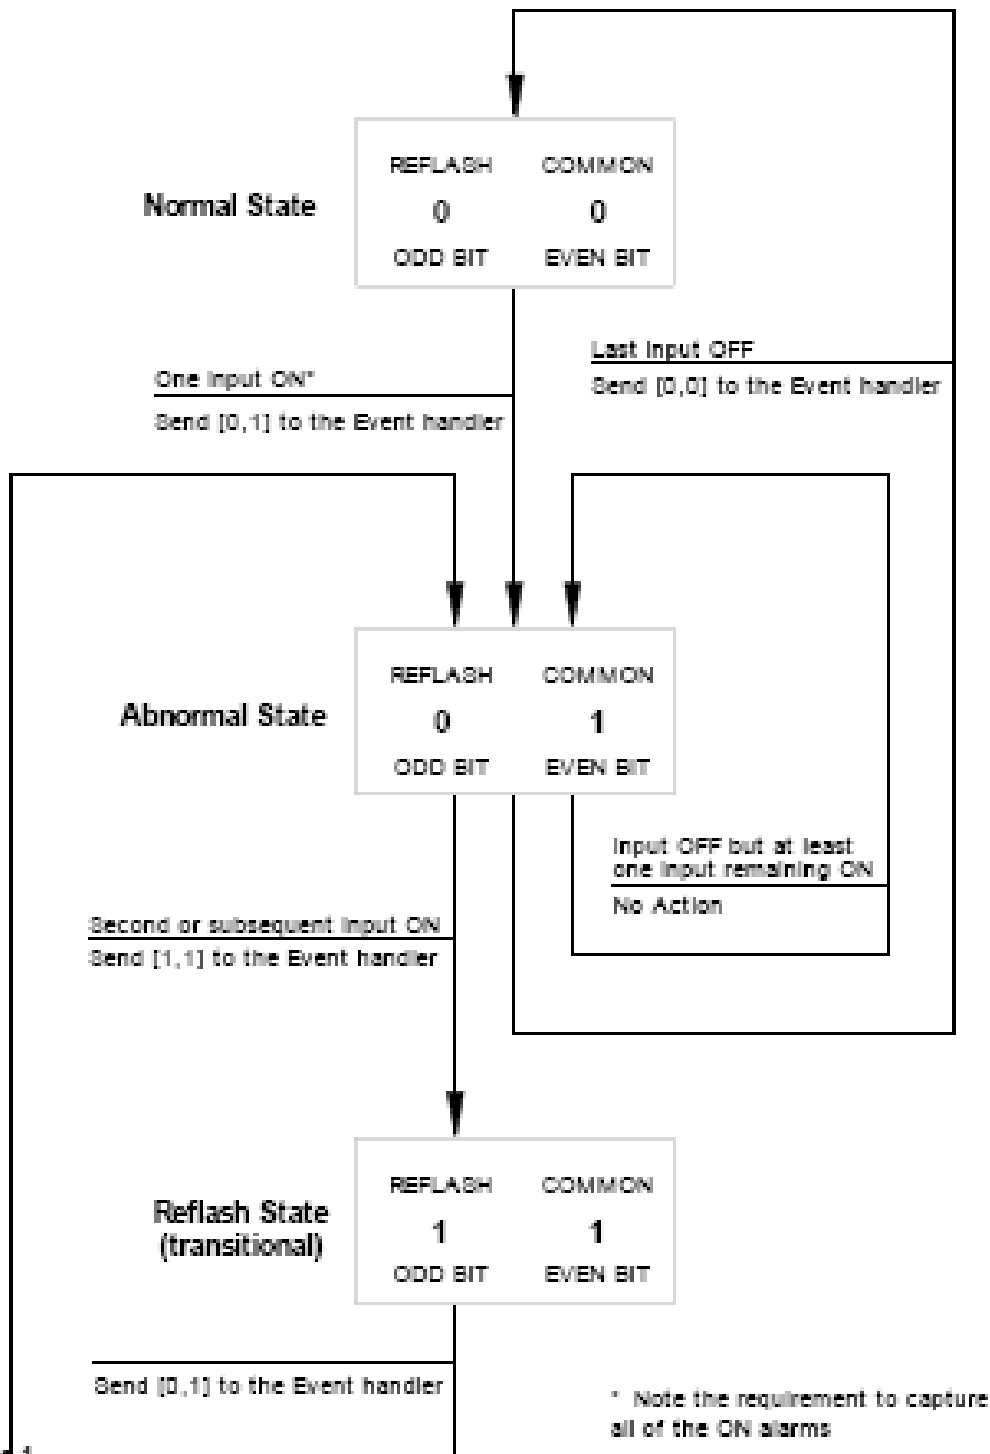 REFLASH COMMON
Normal State 0 0
ODD BIT EVEN BIT
Last Input OFF
Send [0,0] to the Event handler
One Input ON*
Send [0,1] to the Event handler
REFLASH COMMON
Abnormal State 0 1
ODD BIT EVEN BIT
Input OFF but at least
one Input remaining ON
No Action
Second or subsequent Input ON
Send [1,1] to the Event handler
REFLASH COMMON
Reflash State
(transitional)
1 1
ODD BIT EVEN BIT
Send [0,1] to the Event handler
* Note the requirement to capture
all of the ON alarms